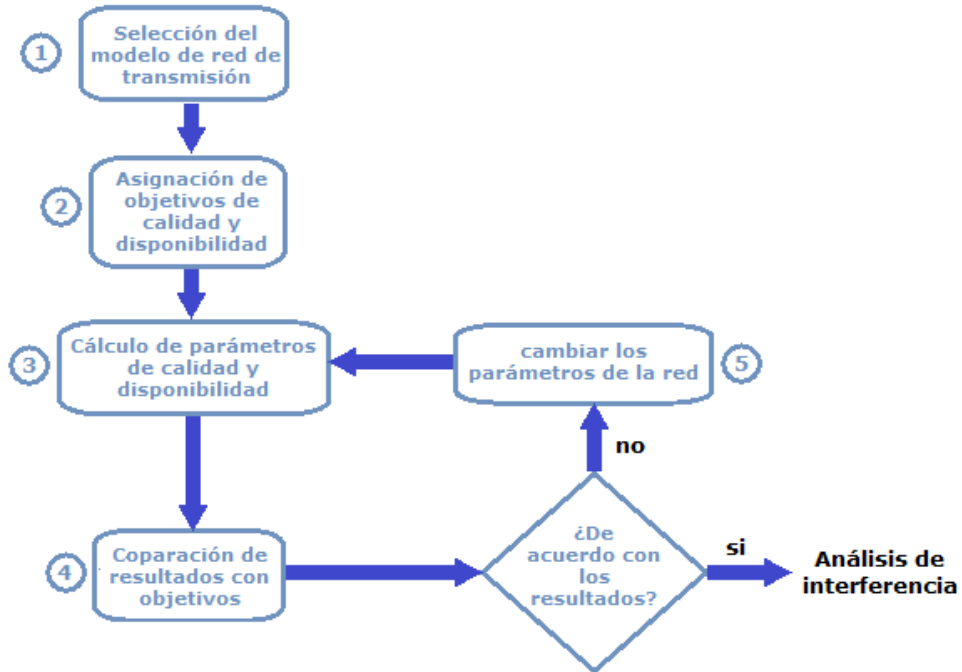 1
Selección del
modelo de red de
transmisión
2
Asignación de
objetivos de
calidad y
disponibilidad
3
Cálculo de parámetros
de calidad y
disponibilidad
cambiar los
parámetros de la red
5
no
4
Coparación de
resultados con
objetivos
¿De
acuerdo con
los
resultados?
si
Análisis de
interferencia